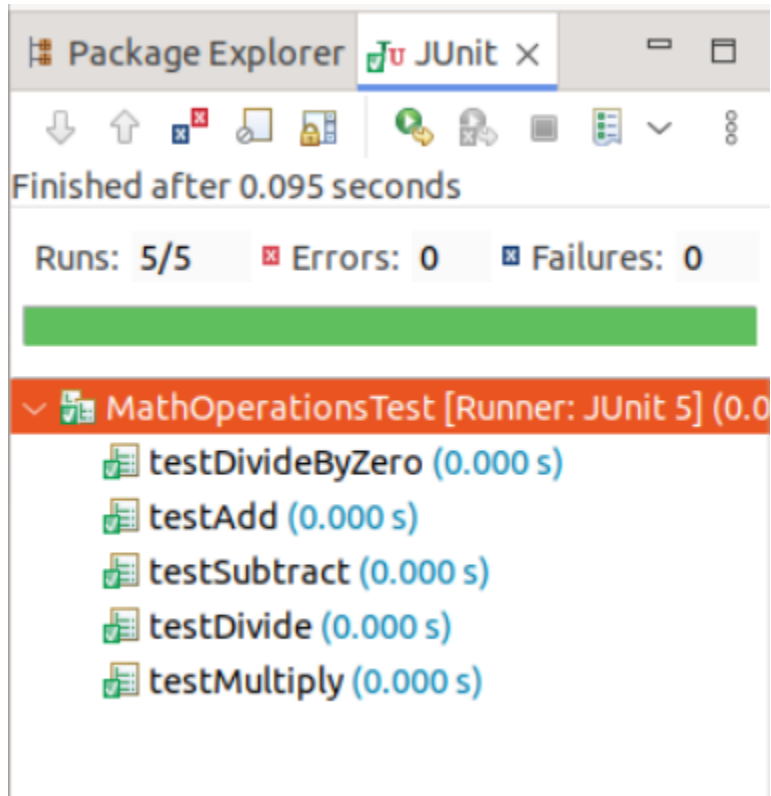 Package Explorer JUnit
Finished after 0.095 seconds
Runs: 5/5 Errors: 0 Failures: 0
MathOperationsTest [Runner: JUnit 5] (0.0
testDivideByZero (0.000 s)
testAdd (0.000 s)
testSubtract (0.000 s)
testDivide (0.000 s)
testMultiply (0.000 s)